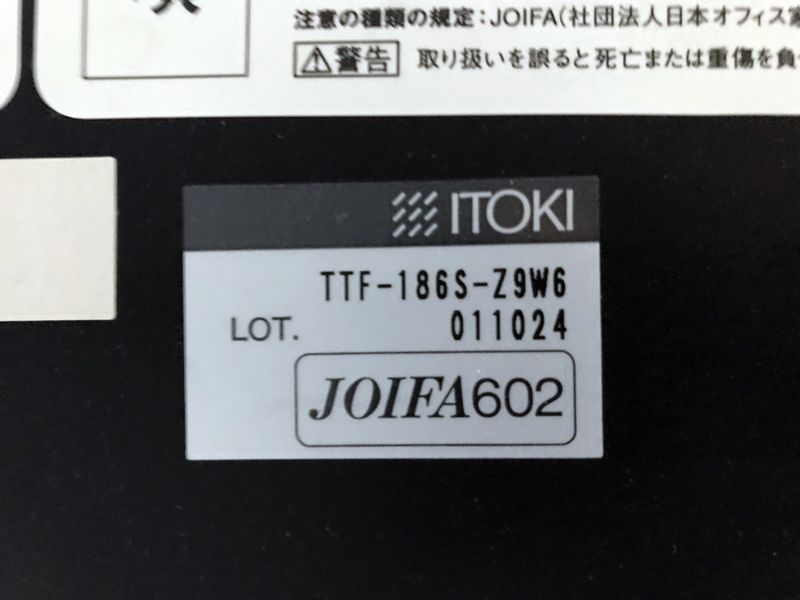 注意の種類の規定:JOIFA(社団法人日本オフィス家
⚠警告 取り扱いを誤ると死亡または重傷を負
ITOKI
TTF-186S-Z9W6
LOT. 011024
JOIFA602